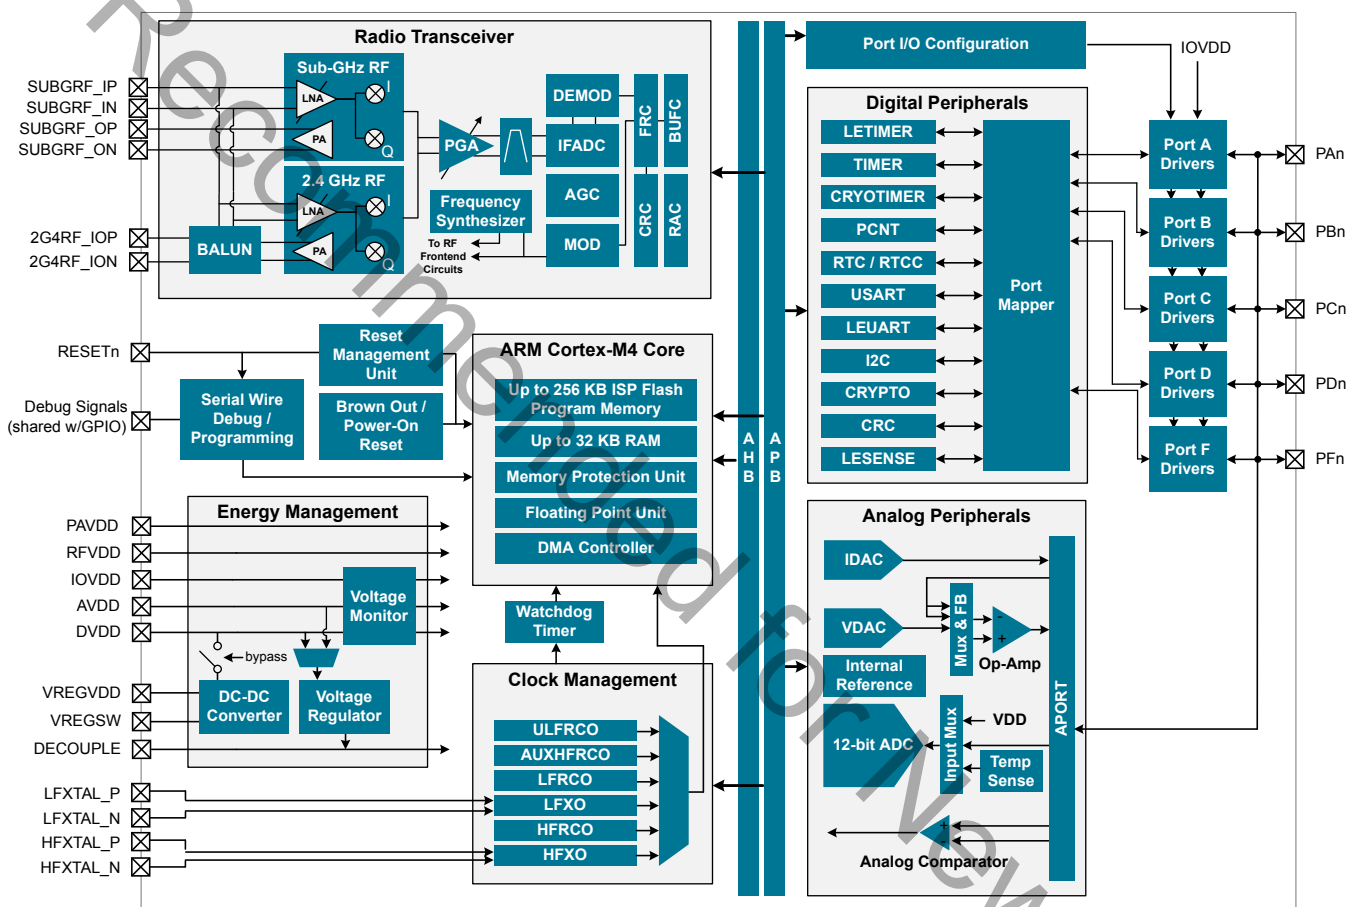 Radio Transceiver
SUBGRF_IP
SUBGRF_IN
SUBGRF_OP
SUBGRF_ON
2G4RF_IOP
2G4RF_ION
Sub-GHz RF
LNA
I
PA
Q
2.4 GHz RF
LNA
I
PA
Q
BALUN
PGA
Frequency
Synthesizer
To RF
Frontend
Circuits
DEMOD
IFADC
AGC
MOD
FRC
BUFC
CRC
RAC
RESETn
Debug Signals
(shared w/GPIO)
Reset
Management
Unit
Serial Wire
Debug /
Programming
Brown Out /
Power-On
Reset
ARM Cortex-M4 Core
Up to 256 KB ISP Flash
Program Memory
Up to 32 KB RAM
Memory Protection Unit
Floating Point Unit
DMA Controller
Watchdog
Timer
Energy Management
PAVDD
RFVDD
IOVDD
AVDD
DVDD
VREGVDD
VREGSW
DECOUPLE
Voltage
Monitor
bypass
DC-DC
Converter
Voltage
Regulator
LFXTAL_P
LFXTAL_N
HFXTAL_P
HFXTAL_N
Clock Management
ULFRCO
AUXHFRCO
LFRCO
LFXO
HFRCO
HFXO
AHB
APB
Port I/O Configuration
IOVDD
Digital Peripherals
LETIMER
TIMER
CRYOTIMER
PCNT
RTC / RTCC
USART
LEUART
I2C
CRYPTO
CRC
LESENSE
Port
Mapper
Port A
Drivers
Port B
Drivers
Port C
Drivers
Port D
Drivers
Port F
Drivers
PAn
PBn
PCn
PDn
PFn
Analog Peripherals
IDAC
VDAC
Internal
Reference
Mux & FB
-
+
Op-Amp
12-bit ADC
Input Mux
VDD
Temp
Sense
+
-
Analog Comparator
APORT
Recommended for New